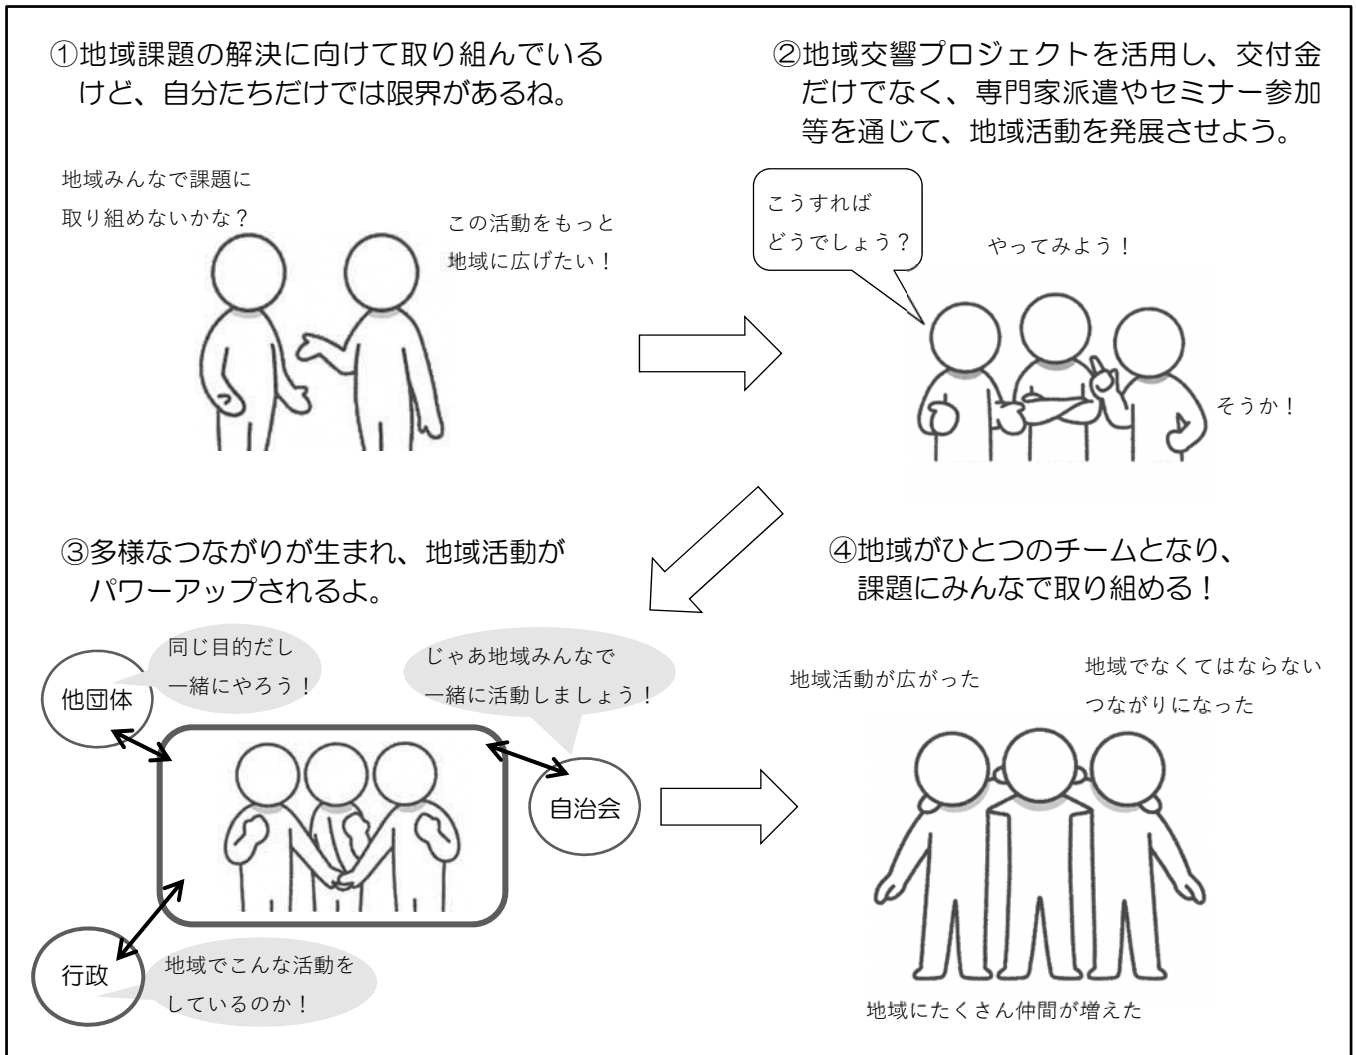 ①地域課題の解決に向けて取り組んでいる
けど、自分たちだけでは限界があるね。
地域みんなで課題に
取り組めないかな？
この活動をもっと
地域に広げたい！
②地域交響プロジェクトを活用し、交付金
だけでなく、専門家派遣やセミナー参加
等を通じて、地域活動を発展させよう。
こうすれば
どうでしょう？
やってみよう！
そうか！
③多様なつながりが生まれ、地域活動が
パワーアップされるよ。
他団体
同じ目的だし
一緒にやろう！
じゃあ地域みんなで
一緒に活動しましょう！
自治会
行政
地域でこんな活動を
しているのか！
④地域がひとつのチームとなり、
課題にみんなで取り組める！
地域活動が広がった
地域でなくてはならない
つながりになった
地域にたくさん仲間が増えた